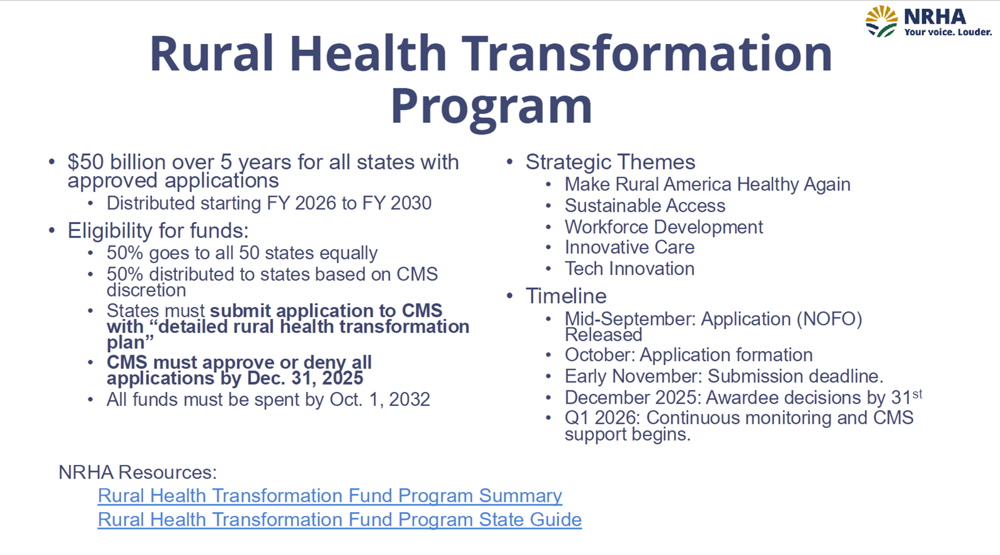 NRHA
Your voice. Louder.
Rural Health Transformation
Program
• $50 billion over 5 years for all states with
approved applications
• Distributed starting FY 2026 to FY 2030
• Eligibility for funds:
• 50% goes to all 50 states equally
• 50% distributed to states based on CMS
discretion
• States must submit application to CMS
with “detailed rural health transformation
plan”
• CMS must approve or deny all
applications by Dec. 31, 2025
• All funds must be spent by Oct. 1, 2032
• Strategic Themes
• Make Rural America Healthy Again
• Sustainable Access
• Workforce Development
• Innovative Care
• Tech Innovation
• Timeline
• Mid-September: Application (NOFO)
Released
• October: Application formation
• Early November: Submission deadline.
• December 2025: Awardee decisions by 31st
• Q1 2026: Continuous monitoring and CMS
support begins.
NRHA Resources:
Rural Health Transformation Fund Program Summary
Rural Health Transformation Fund Program State Guide